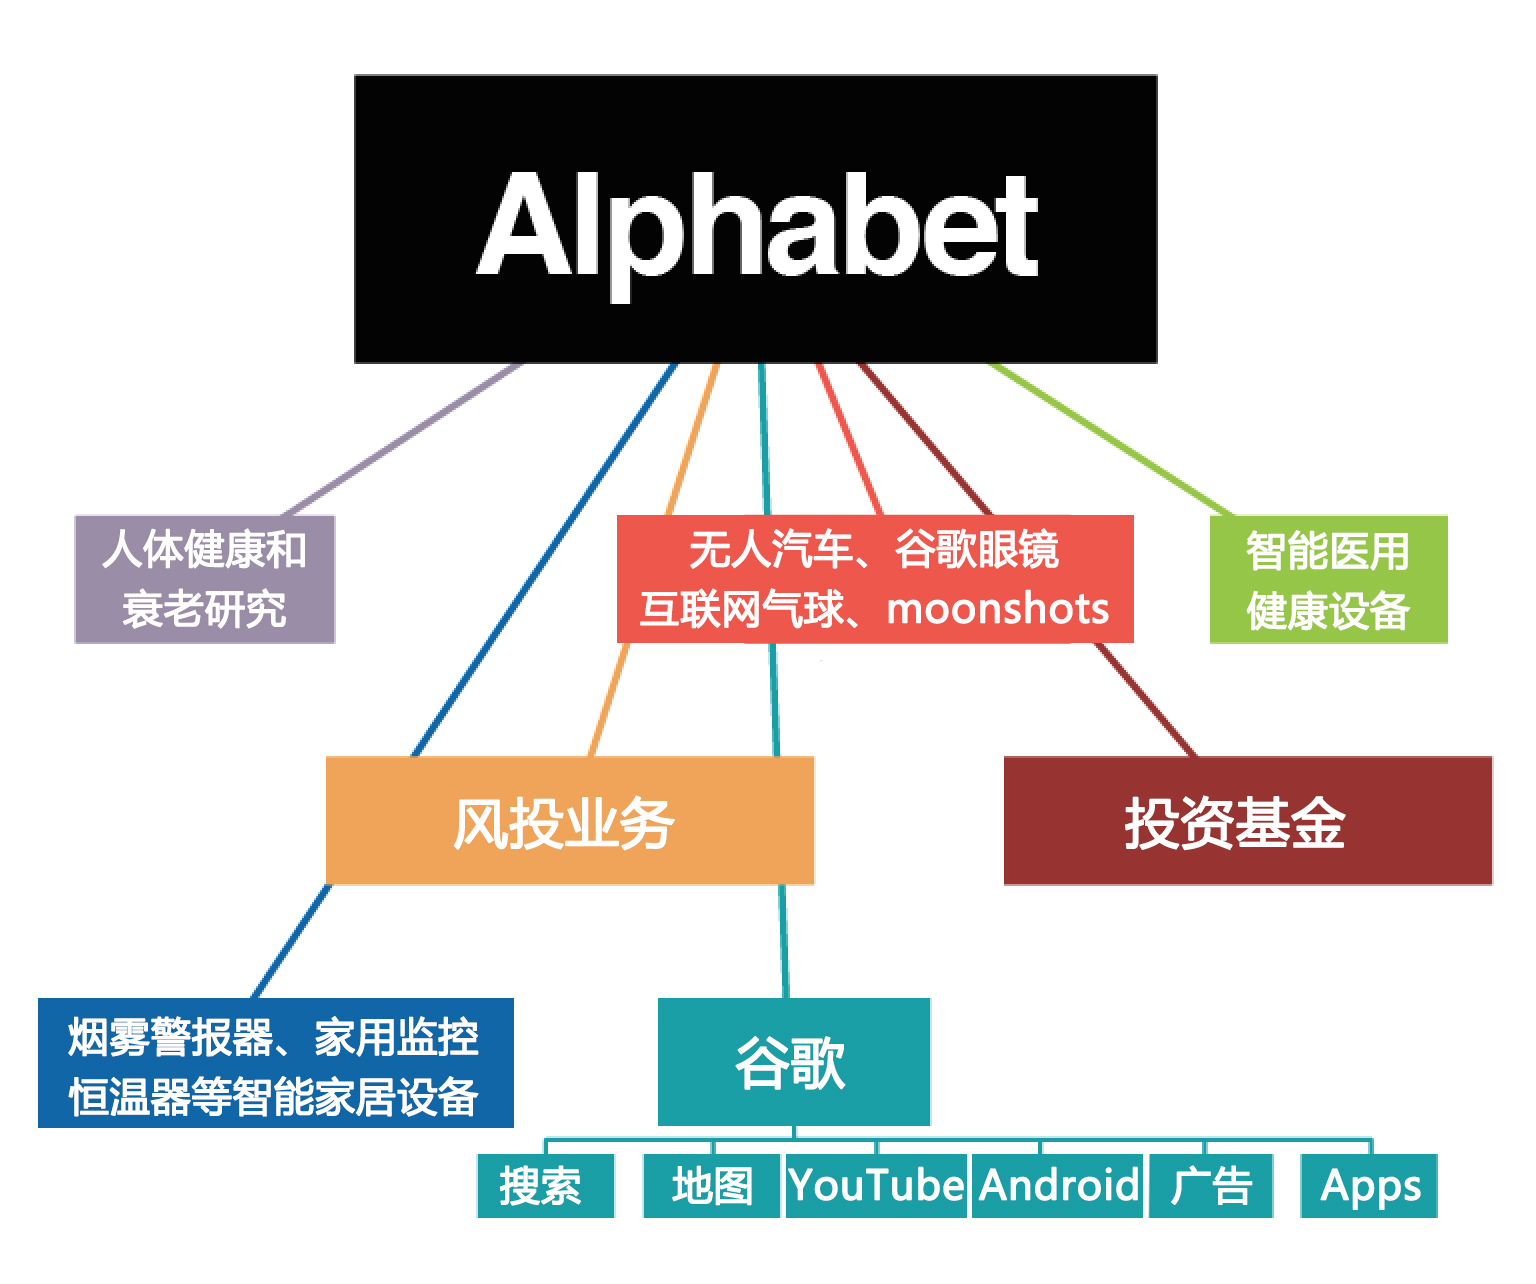 Alphabet
人体健康和
衰老研究
无人汽车、谷歌眼镜
互联网气球、moonshots
智能医用
健康设备
风投业务
投资基金
烟雾警报器、家用监控
恒温器等智能家居设备
谷歌
搜索
地图
YouTube
Android
广告
Apps